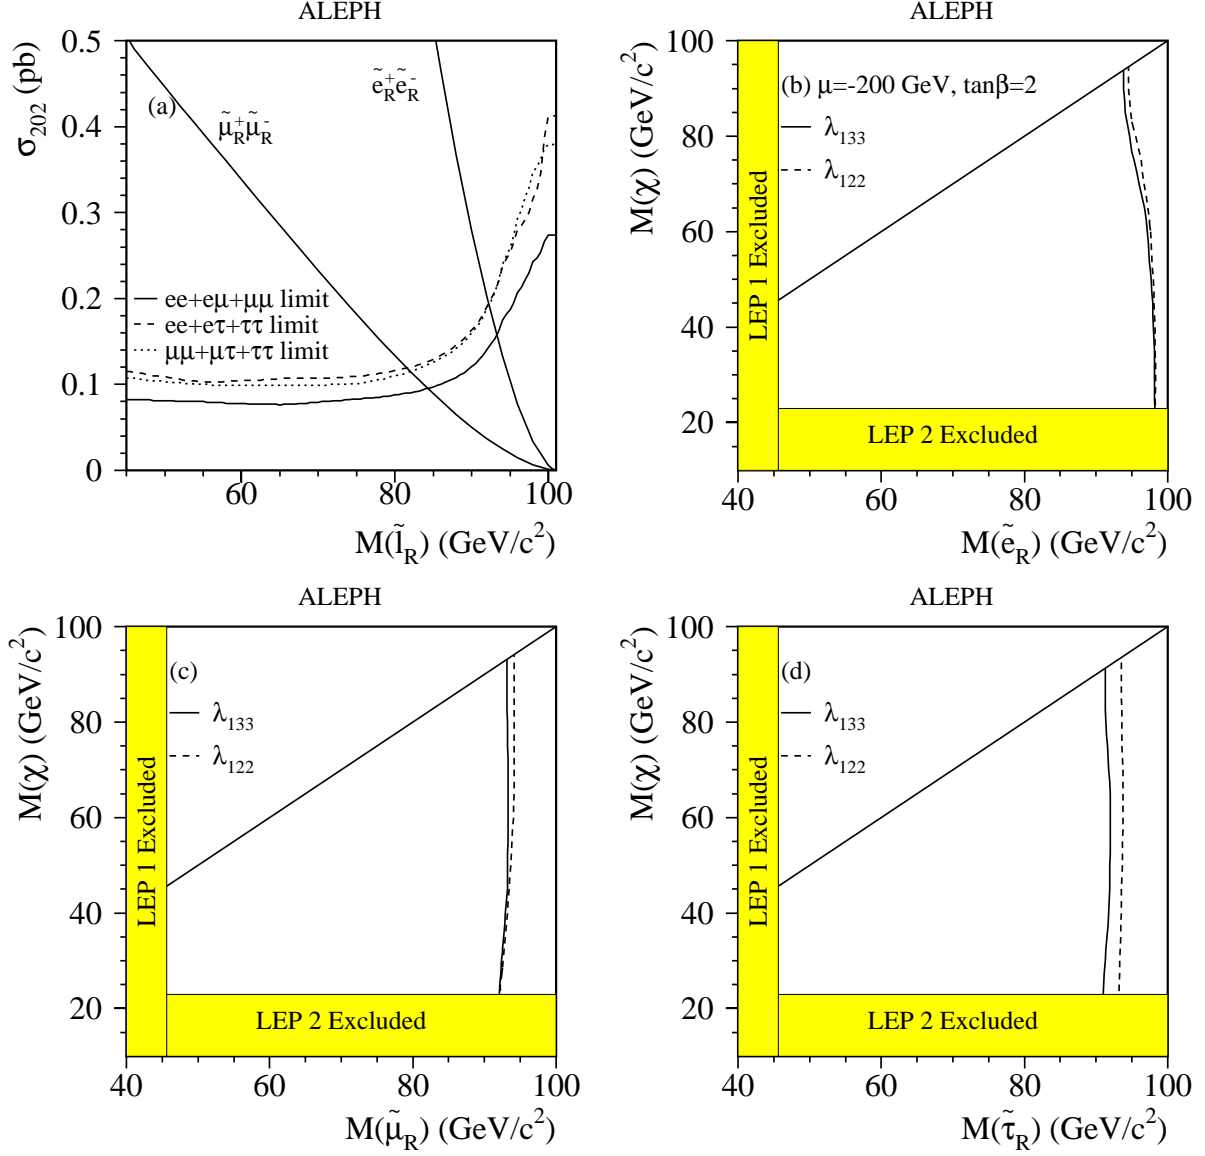 ALEPH
σ202 (pb)
0.5
0.4
0.3
0.2
0.1
0
(a)
μ̃R+μ̃R-
ẽR+ẽR-
ee+eμ+μμ limit
ee+eτ+ττ limit
μμ+μτ+ττ limit
60 80 100
M(l̃R) (GeV/c2)
ALEPH
M(χ) (GeV/c2)
100
80
60
40
20
(b) μ=-200 GeV, tanβ=2
λ133
λ122
LEP 1 Excluded
LEP 2 Excluded
40 60 80 100
M(ẽR) (GeV/c2)
ALEPH
M(χ) (GeV/c2)
100
80
60
40
20
(c)
λ133
λ122
LEP 1 Excluded
LEP 2 Excluded
40 60 80 100
M(μ̃R) (GeV/c2)
ALEPH
M(χ) (GeV/c2)
100
80
60
40
20
(d)
λ133
λ122
LEP 1 Excluded
LEP 2 Excluded
40 60 80 100
M(τ̃R) (GeV/c2)